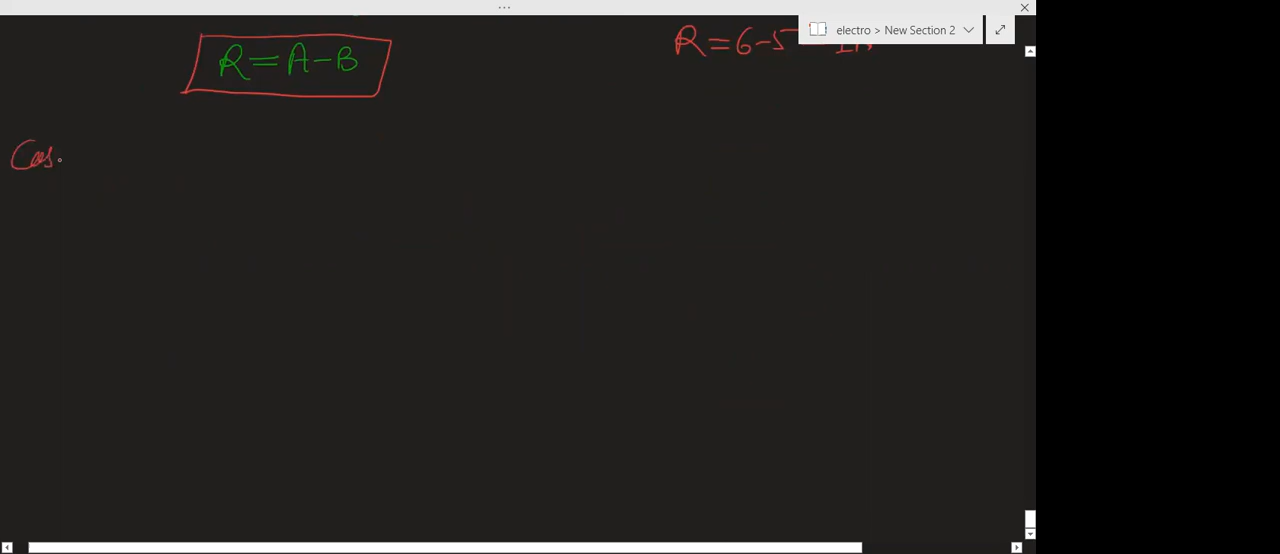 electro > New Section 2
R = 6 - 5
R = A - B
Cas